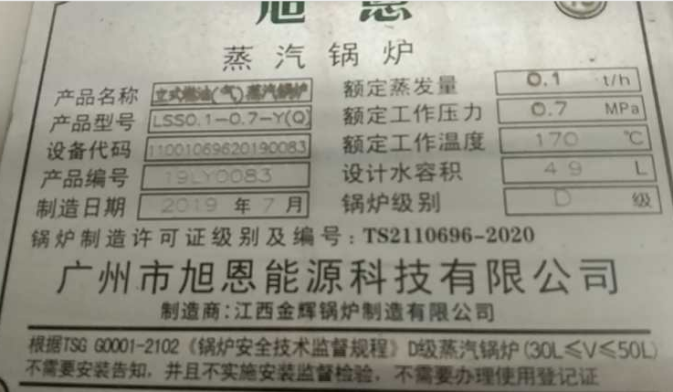 旭恩
蒸汽锅炉
产品名称 立式燃油(气)蒸汽锅炉 额定蒸发量 0.1 t/h
产品型号 LSS0.1-0.7-Y(Q) 额定工作压力 0.7 MPa
设备代码 11001069620190083 额定工作温度 170 ℃
产品编号 19LY0083 设计水容积 49 L
制造日期 2019 年 7 月 锅炉级别 D 级
锅炉制造许可证级别及编号:TS2110696-2020
广州市旭恩能源科技有限公司
制造商:江西金辉锅炉制造有限公司
根据TSG G0001-2102《锅炉安全技术监督规程》D级蒸汽锅炉(30L≤V≤50L)
不需要安装告知，并且不实施安装监督检验，不需要办理使用登记证